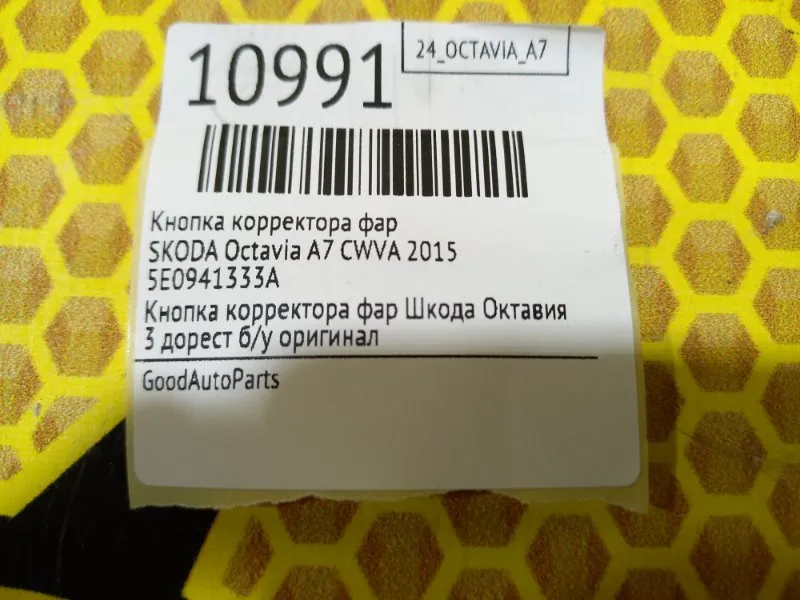 10991
24_OCTAVIA_A7
Кнопка корректора фар
SKODA Octavia A7 CWVA 2015
5E0941333A
Кнопка корректора фар Шкода Октавия
3 дорест б/у оригинал
GoodAutoParts